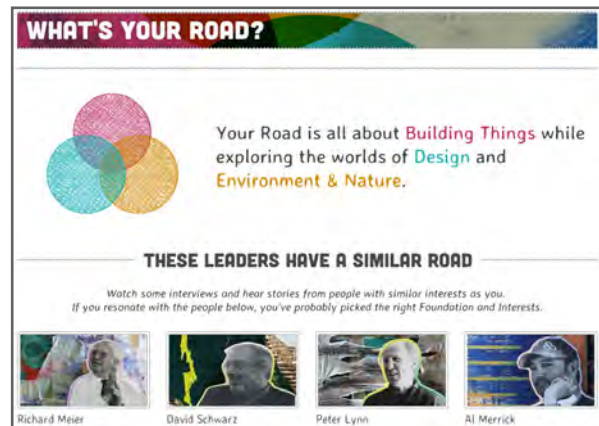 WHAT'S YOUR ROAD?
Your Road is all about Building Things while
exploring the worlds of Design and
Environment & Nature.
THESE LEADERS HAVE A SIMILAR ROAD
Watch some interviews and hear stories from people with similar interests as you.
If you resonate with the people below, you've probably picked the right Foundation and Interests.
Richard Meier
David Schwarz
Peter Lynn
Al Merrick